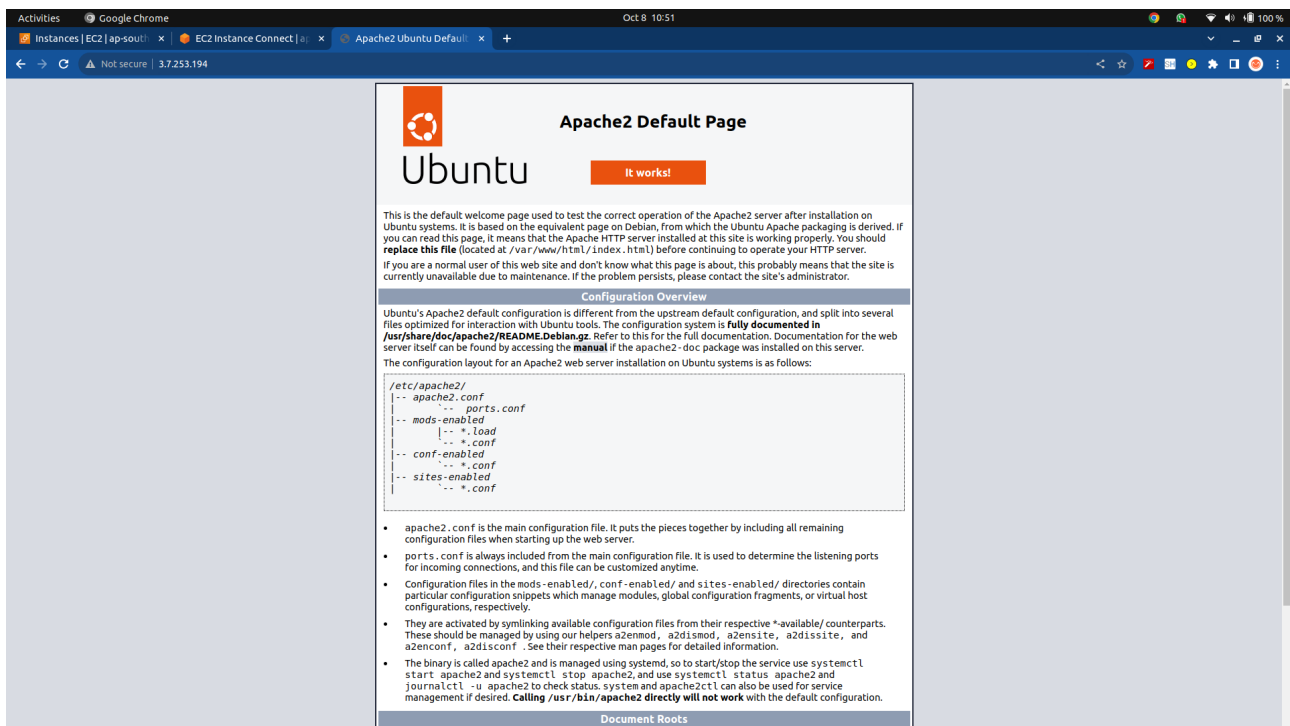 Activities
Google Chrome
Oct 8 10:51
100 %
Instances | EC2 | ap-south
EC2 Instance Connect | ap
Apache2 Ubuntu Default
Not secure | 3.7.253.194
SH
Apache2 Default Page
Ubuntu
It works!
This is the default welcome page used to test the correct operation of the Apache2 server after installation on
Ubuntu systems. It is based on the equivalent page on Debian, from which the Ubuntu Apache packaging is derived. If
you can read this page, it means that the Apache HTTP server installed at this site is working properly. You should
replace this file (located at /var/www/html/index.html) before continuing to operate your HTTP server.
If you are a normal user of this web site and don't know what this page is about, this probably means that the site is
currently unavailable due to maintenance. If the problem persists, please contact the site's administrator.
Configuration Overview
Ubuntu's Apache2 default configuration is different from the upstream default configuration, and split into several
files optimized for interaction with Ubuntu tools. The configuration system is fully documented in
/usr/share/doc/apache2/README.Debian.gz. Refer to this for the full documentation. Documentation for the web
server itself can be found by accessing the manual if the apache2-doc package was installed on this server.
The configuration layout for an Apache2 web server installation on Ubuntu systems is as follows:
/etc/apache2/
|-- apache2.conf
|       `--  ports.conf
|-- mods-enabled
|       |-- *.load
|       `-- *.conf
|-- conf-enabled
|       `-- *.conf
|-- sites-enabled
|       `-- *.conf
• apache2.conf is the main configuration file. It puts the pieces together by including all remaining
configuration files when starting up the web server.
• ports.conf is always included from the main configuration file. It is used to determine the listening ports
for incoming connections, and this file can be customized anytime.
• Configuration files in the mods-enabled/, conf-enabled/ and sites-enabled/ directories contain
particular configuration snippets which manage modules, global configuration fragments, or virtual host
configurations, respectively.
• They are activated by symlinking available configuration files from their respective *-available/ counterparts.
These should be managed by using our helpers a2enmod, a2dismod, a2ensite, a2dissite, and
a2enconf, a2disconf . See their respective man pages for detailed information.
• The binary is called apache2 and is managed using systemd, so to start/stop the service use systemctl
start apache2 and systemctl stop apache2, and use systemctl status apache2 and
journalctl -u apache2 to check status. system and apache2ctl can also be used for service
management if desired. Calling /usr/bin/apache2 directly will not work with the default configuration.
Document Roots